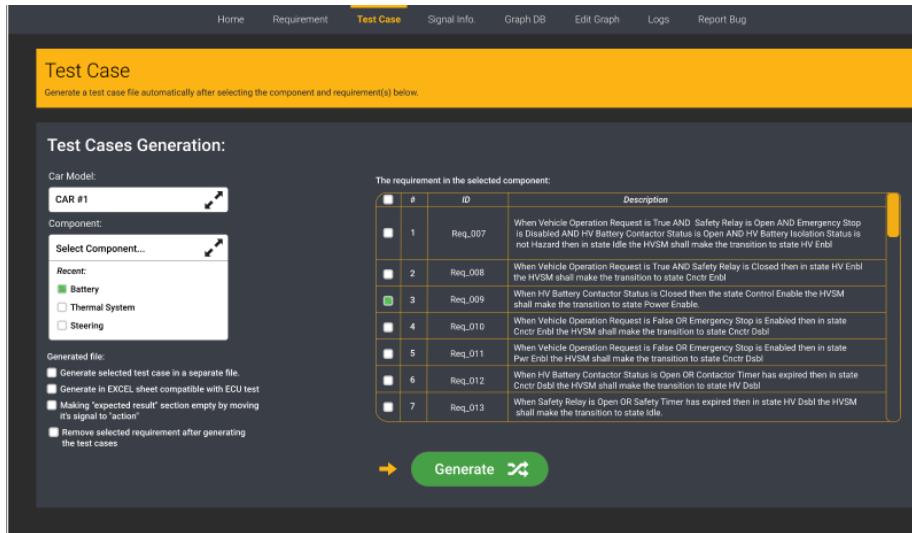 Home Requirement Test Case Signal Info. Graph DB Edit Graph Logs Report Bug
Test Case
Generate a test case file automatically after selecting the component and requirement(s) below.
Test Cases Generation:
Car Model:
CAR #1
Component:
Select Component...
Recent:
Battery
Thermal System
Steering
Generated file:
Generate selected test case in a separate file.
Generate in EXCEL sheet compatible with ECU test
Making "expected result" section empty by moving
it's signal to "action"
Remove selected requirement after generating
the test cases
The requirement in the selected component:
# ID Description
1 Req_007 When Vehicle Operation Request is True AND Safety Relay is Open AND Emergency Stop
is Disabled AND HV Battery Contactor Status is Open AND HV Battery Isolation Status is
not Hazard then in state Idle the HVSM shall make the transition to state HV Enbl
2 Req_008 When Vehicle Operation Request is True AND Safety Relay is Closed then in state HV Enbl
the HVSM shall make the transition to state Cnctr Enbl
3 Req_009 When HV Battery Contactor Status is Closed then the state Control Enable the HVSM
shall make the transition to state Power Enable.
4 Req_010 When Vehicle Operation Request is False OR Emergency Stop is Enabled then in state
Cnctr Enbl the HVSM shall make the transition to state Cnctr Dsbl
5 Req_011 When Vehicle Operation Request is False OR Emergency Stop is Enabled then in state
Pwr Enbl the HVSM shall make the transition to state Cnctr Dsbl
6 Req_012 When HV Battery Contactor Status is Open OR Contactor Timer has expired then in state
Cnctr Dsbl the HVSM shall make the transition to state HV Dsbl
7 Req_013 When Safety Relay is Open OR Safety Timer has expired then in state HV Dsbl the HVSM
shall make the transition to state Idle.
Generate